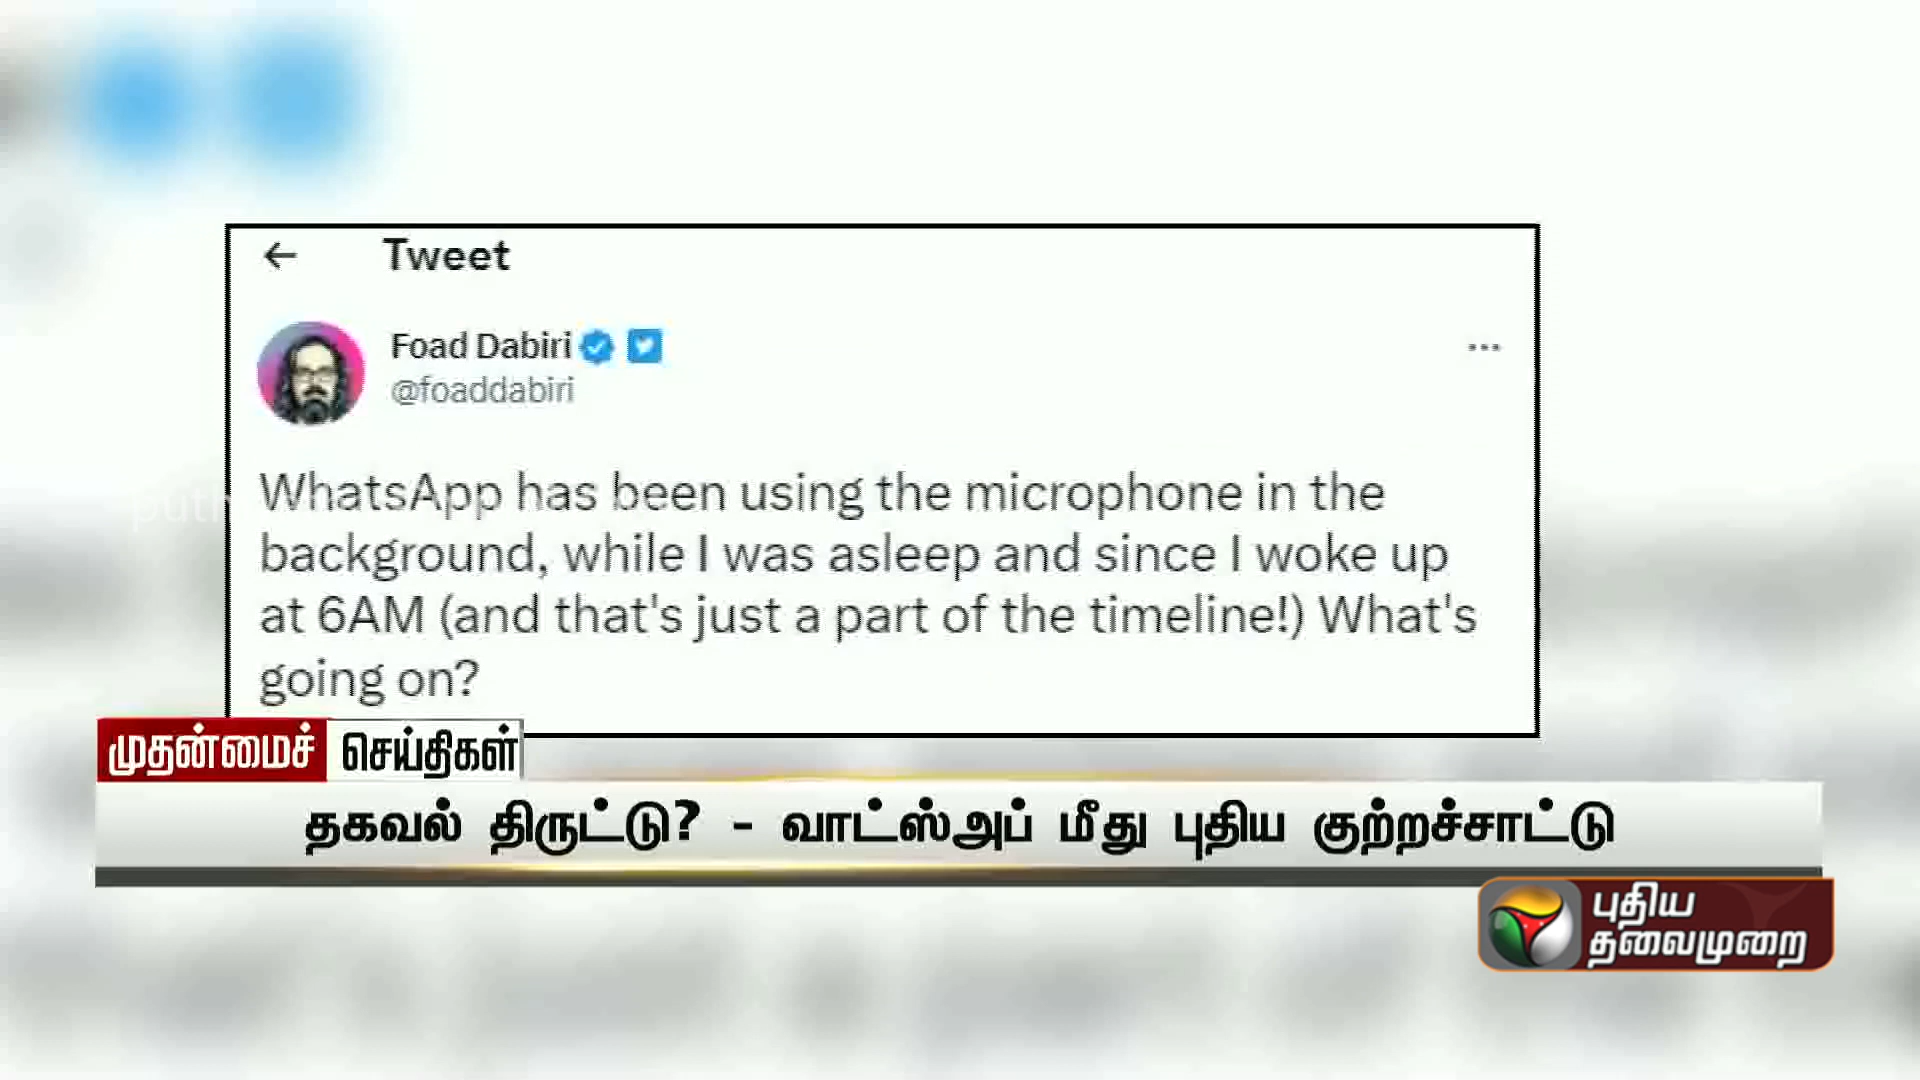 Tweet
Foad Dabiri
@foaddabiri
WhatsApp has been using the microphone in the
background, while I was asleep and since I woke up
at 6AM (and that's just a part of the timeline!) What's
going on?
முதன்மைச் செய்திகள்
தகவல் திருட்டு? - வாட்ஸ்அப் மீது புதிய குற்றச்சாட்டு
புதிய
தலைமுறை